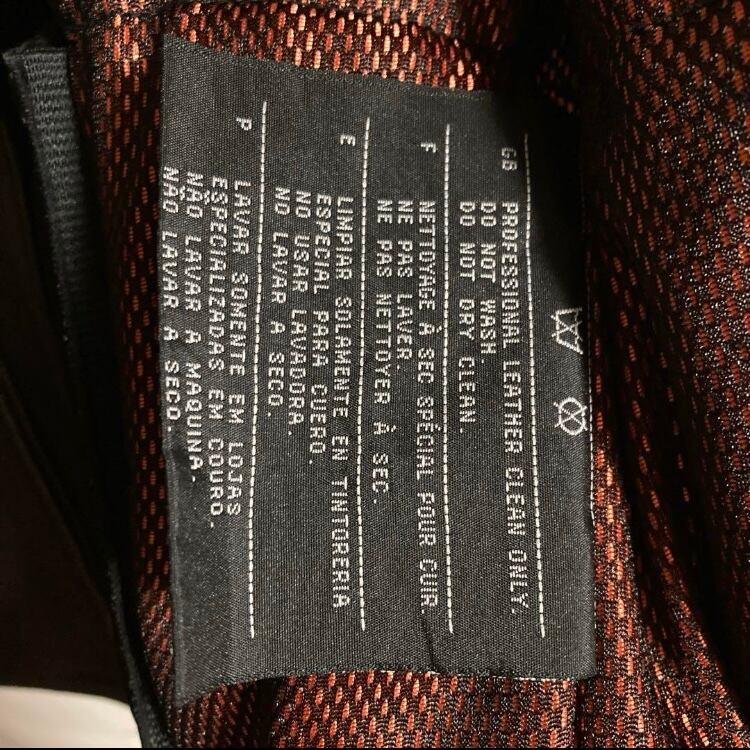 GB PROFESSIONAL LEATHER CLEAN ONLY.
DO NOT WASH
DO NOT DRY CLEAN
F NETTOYAGE À SEC SPÉCIAL POUR CUIR
NE PAS LAVER.
NE PAS NETTOYER À SEC.
E LIMPIAR SOLAMENTE EN TINTORERIA
ESPECIAL PARA CUERO.
NO USAR LAVADORA.
NO LAVAR A SECO.
P LAVAR SOMENTE EM LOJAS
ESPECIALIZADAS EM COURO.
NÃO LAVAR A MAQUINA.
NÃO LAVAR A SECO.